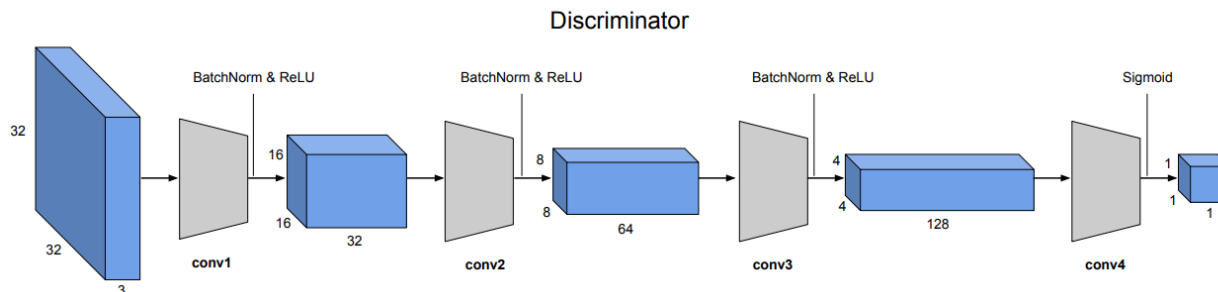 Discriminator
BatchNorm & ReLU
BatchNorm & ReLU
BatchNorm & ReLU
Sigmoid
32
32
3
conv1
16
16
32
conv2
8
8
64
conv3
4
4
128
conv4
1
1
1